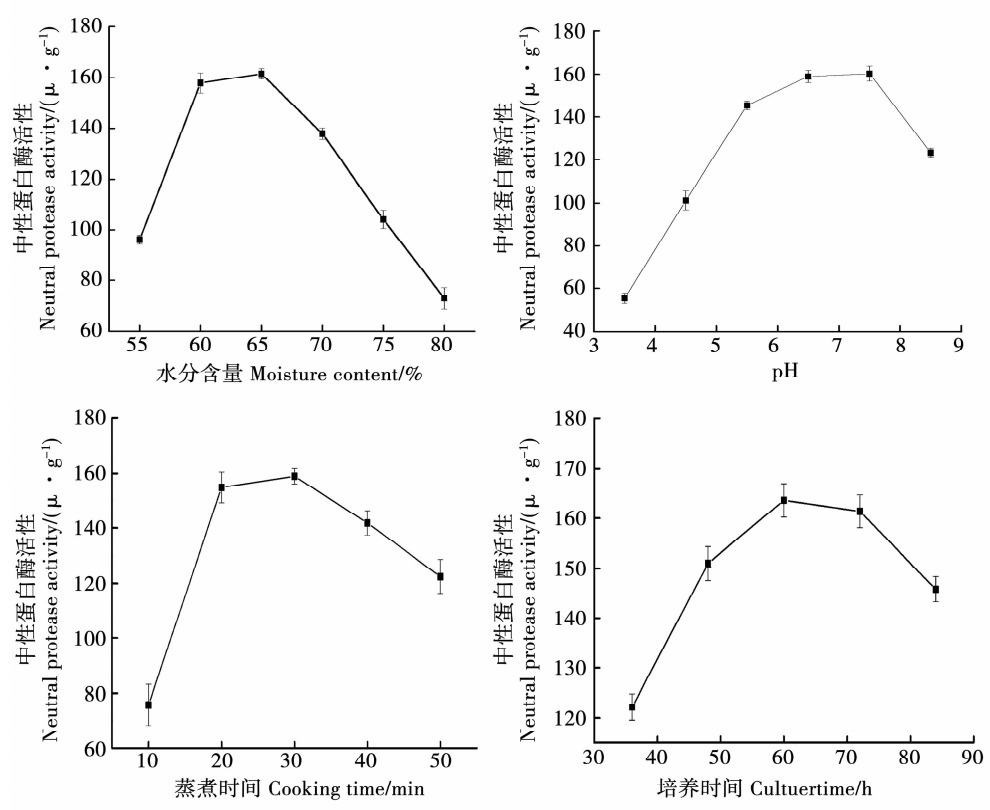 180
160
140
120
100
80
60
中性蛋白酶活性
Neutral protease activity/(μ · g⁻¹)
55 60 65 70 75 80
水分含量 Moisture content/%
180
160
140
120
100
80
60
40
中性蛋白酶活性
Neutral protease activity/(μ · g⁻¹)
3 4 5 6 7 8 9
pH
180
160
140
120
100
80
60
中性蛋白酶活性
Neutral protease activity/(μ · g⁻¹)
10 20 30 40 50
蒸煮时间 Cooking time/min
180
170
160
150
140
130
120
中性蛋白酶活性
Neutral protease activity/(μ · g⁻¹)
30 40 50 60 70 80 90
培养时间 Cultuertime/h